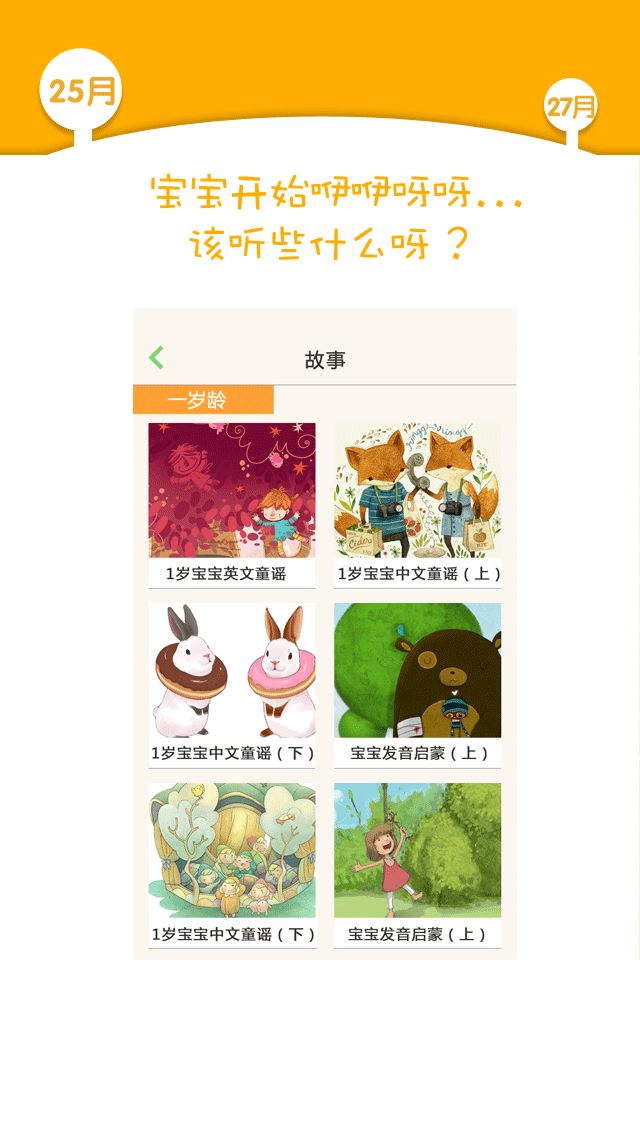 25月
27月
宝宝开始咿咿呀呀...
该听些什么呀？
故事
一岁龄
1岁宝宝英文童谣
1岁宝宝中文童谣（上）
1岁宝宝中文童谣（下）
宝宝发音启蒙（上）
1岁宝宝中文童谣（下）
宝宝发音启蒙（上）